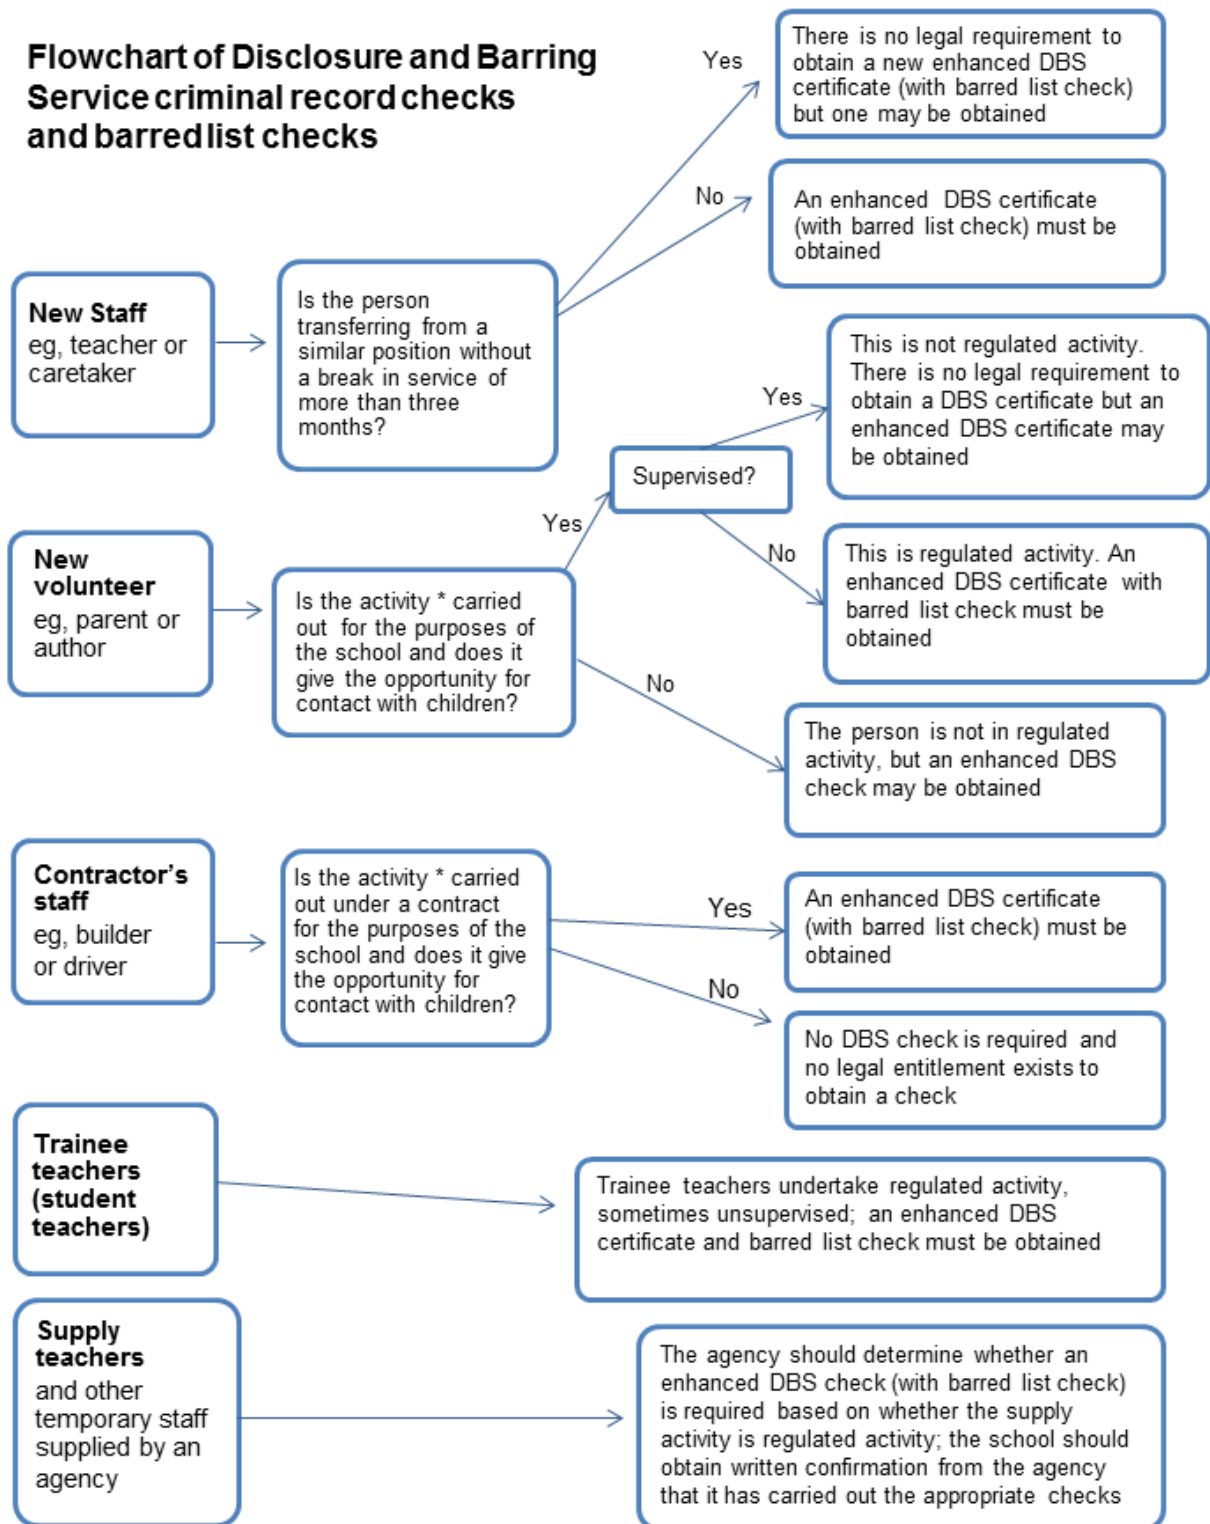 Flowchart of Disclosure and Barring
Service criminal record checks
and barred list checks
Yes
There is no legal requirement to
obtain a new enhanced DBS
certificate (with barred list check)
but one may be obtained
No
An enhanced DBS certificate
(with barred list check) must be
obtained
New Staff
eg, teacher or
caretaker
Is the person
transferring from a
similar position without
a break in service of
more than three
months?
This is not regulated activity.
There is no legal requirement to
obtain a DBS certificate but an
enhanced DBS certificate may
be obtained
Yes
Supervised?
Yes
No
This is regulated activity. An
enhanced DBS certificate with
barred list check must be
obtained
New
volunteer
eg, parent or
author
Is the activity * carried
out for the purposes of
the school and does it
give the opportunity for
contact with children?
No
The person is not in regulated
activity, but an enhanced DBS
check may be obtained
Contractor's
staff
eg, builder
or driver
Is the activity * carried
out under a contract
for the purposes of the
school and does it give
the opportunity for
contact with children?
Yes
An enhanced DBS certificate
(with barred list check) must be
obtained
No
No DBS check is required and
no legal entitlement exists to
obtain a check
Trainee
teachers
(student
teachers)
Trainee teachers undertake regulated activity,
sometimes unsupervised; an enhanced DBS
certificate and barred list check must be obtained
Supply
teachers
and other
temporary staff
supplied by an
agency
The agency should determine whether an
enhanced DBS check (with barred list check)
is required based on whether the supply
activity is regulated activity; the school should
obtain written confirmation from the agency
that it has carried out the appropriate checks